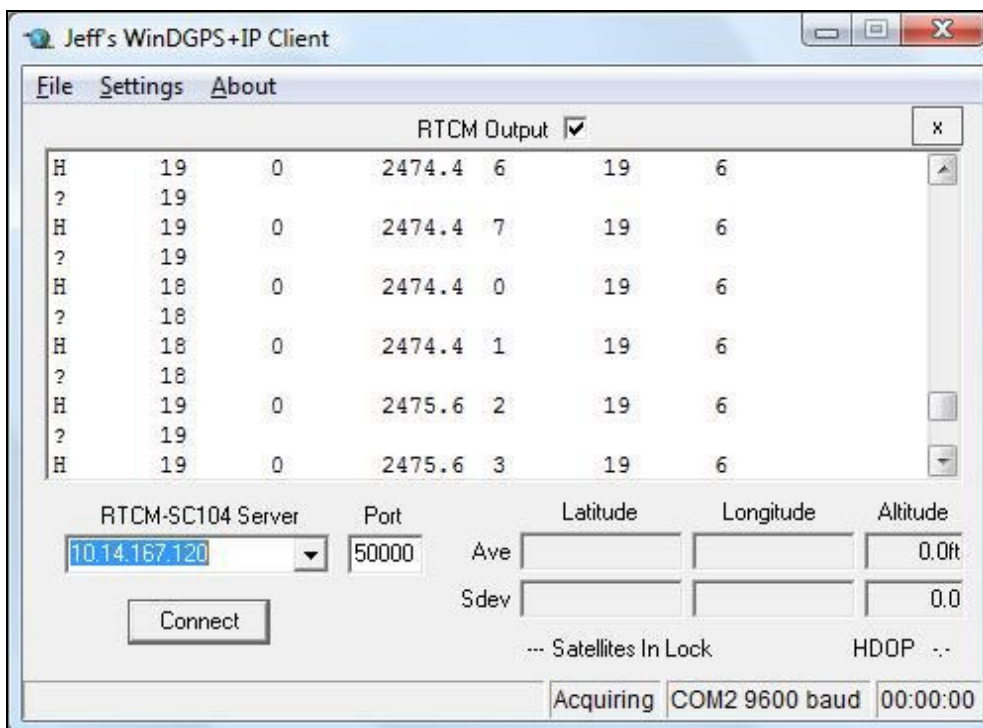 Jeff's WinDGPS+IP Client
File Settings About
RTCM Output
x
H 19 0 2474.4 6 19 6
? 19
H 19 0 2474.4 7 19 6
? 19
H 18 0 2474.4 0 19 6
? 18
H 18 0 2474.4 1 19 6
? 18
H 19 0 2475.6 2 19 6
? 19
H 19 0 2475.6 3 19 6
RTCM-SC104 Server Port Latitude Longitude Altitude
10.14.167.120 50000 Ave 0.0ft
Sdev 0.0
Connect
--- Satellites In Lock HDOP -.-
Acquiring COM2 9600 baud 00:00:00